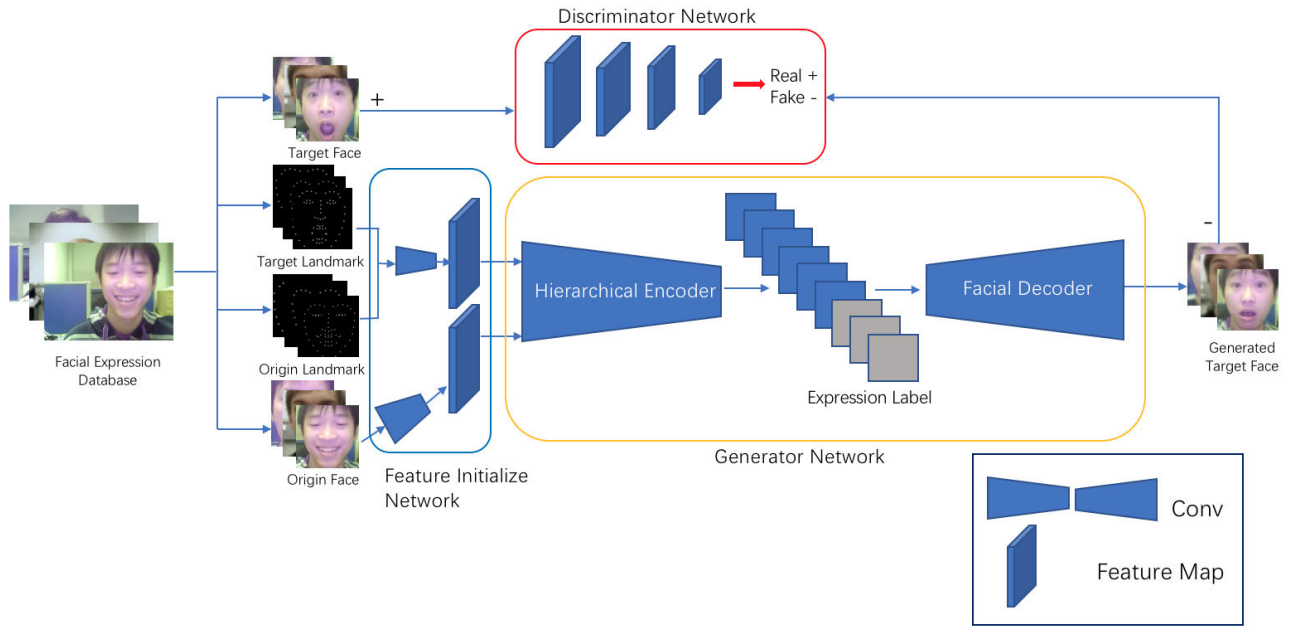 Discriminator Network
Real +
Fake -
+
Target Face
Target Landmark
Origin Landmark
Origin Face
Facial Expression
Database
Feature Initialize
Network
Hierarchical Encoder
Expression Label
Facial Decoder
Generator Network
-
Generated
Target Face
Conv
Feature Map